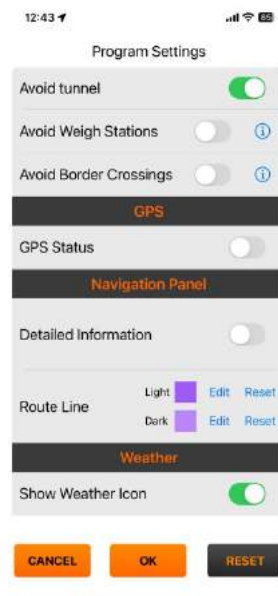 12:43
Program Settings
Avoid tunnel
Avoid Weigh Stations
Avoid Border Crossings
GPS
GPS Status
Navigation Panel
Detailed Information
Light Edit Reset
Route Line
Dark Edit Reset
Weather
Show Weather Icon
CANCEL OK RESET